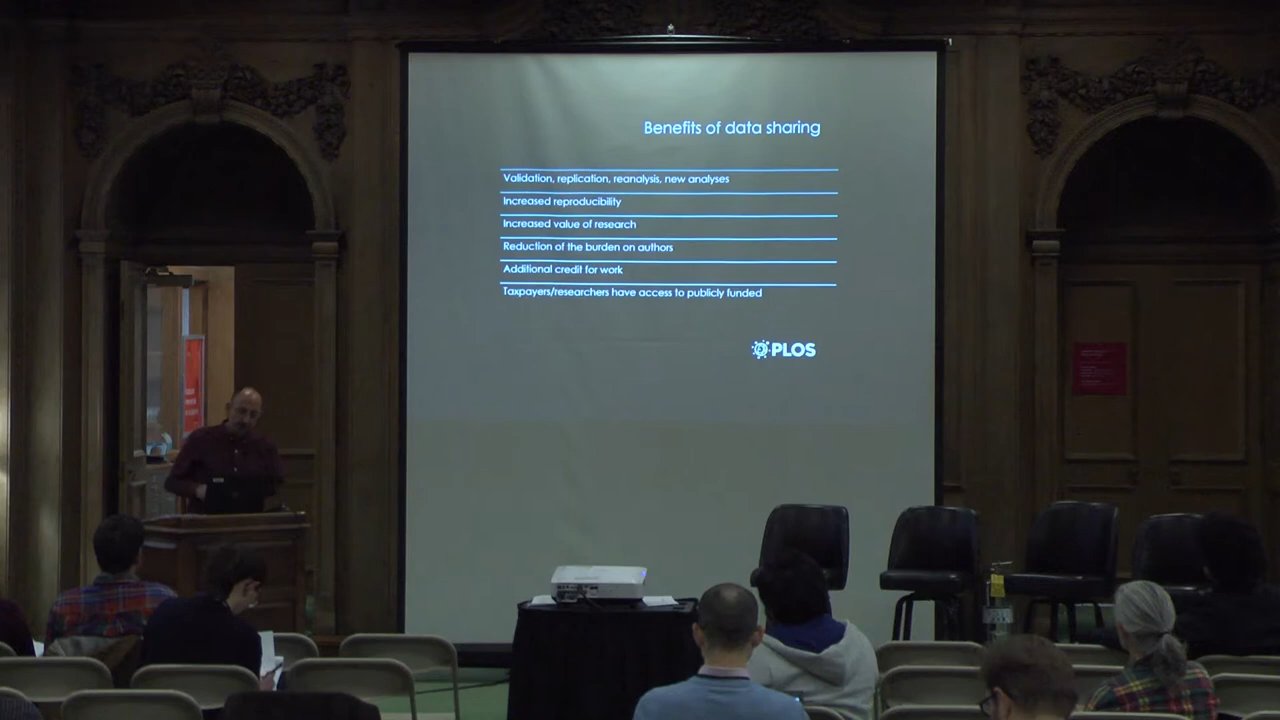 Benefits of data sharing
Validation, replication, reanalysis, new analyses
Increased reproducibility
Increased value of research
Reduction of the burden on authors
Additional credit for work
Taxpayers/researchers have access to publicly funded
PLOS